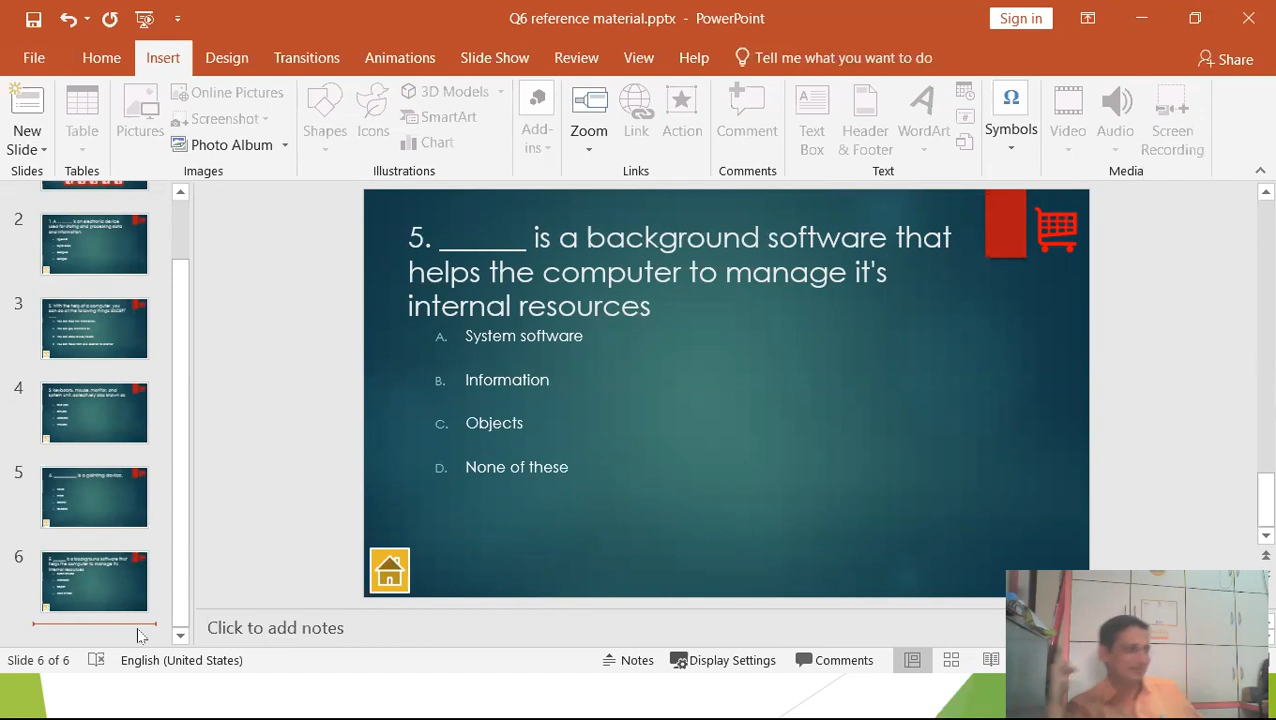 Q6 reference material.pptx - PowerPoint
Sign in
File
Home
Insert
Design
Transitions
Animations
Slide Show
Review
View
Help
Tell me what you want to do
Share
New
Slide
Table
Pictures
Online Pictures
Screenshot
Photo Album
Shapes
Icons
3D Models
SmartArt
Chart
Add-
ins
Zoom
Link
Action
Comment
Text
Box
Header
& Footer
WordArt
Symbols
Video
Audio
Screen
Recording
Slides
Tables
Images
Illustrations
Links
Comments
Text
Media
2
3
4
5
6
5. ______ is a background software that
helps the computer to manage it's
internal resources
A. System software
B. Information
C. Objects
D. None of these
Click to add notes
Slide 6 of 6
English (United States)
Notes
Display Settings
Comments